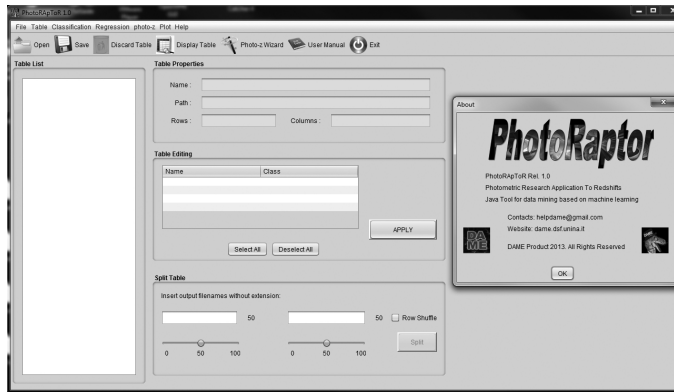 PhotoRApToR 1.0
File Table Classification Regression photo-z Plot Help
Open Save Discard Table Display Table Photo-z Wizard User Manual Exit
Table List
Table Properties
Name :
Path :
Rows : Columns :
Table Editing
Name Class
APPLY
Select All Deselect All
Split Table
Insert output filenames without extension:
50 50 Row Shuffle
0 50 100 0 50 100
Split
About
PhotoRaptor
PhotoRApToR Rel. 1.0
Photometric Research Application To Redshifts
Java Tool for data mining based on machine learning
Contacts: helpdame@gmail.com
Website: dame.dsf.unina.it
DAME
DAME Product 2013. All Rights Reserved
OK